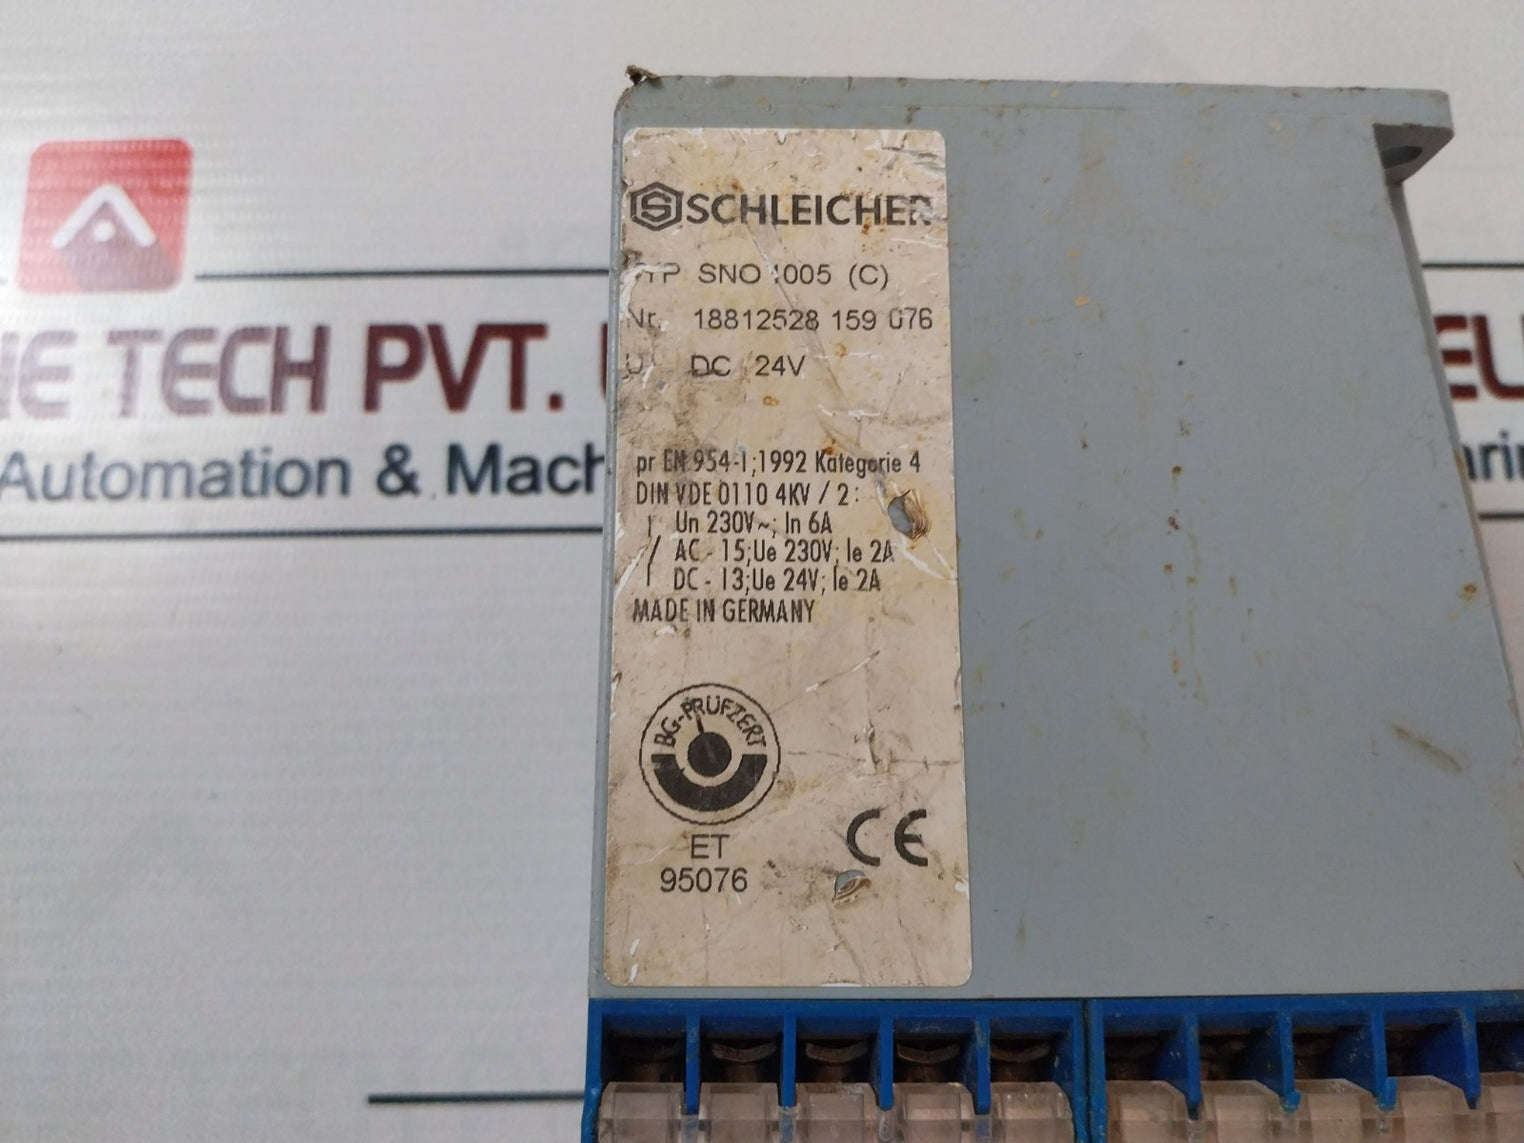 SCHLEICHER
TYP SNO 1005 (C)
Nr. 18812528 159 076
U DC 24V
pr EN 954-1;1992 Kategorie 4
DIN VDE 0110 4KV / 2:
Un 230V~; In 6A
AC - 15;Ue 230V; Ie 2A
DC - 13;Ue 24V; Ie 2A
MADE IN GERMANY
BG-PRÜFZERT
ET
95076
CE
TECH PVT.
Automation & Mach